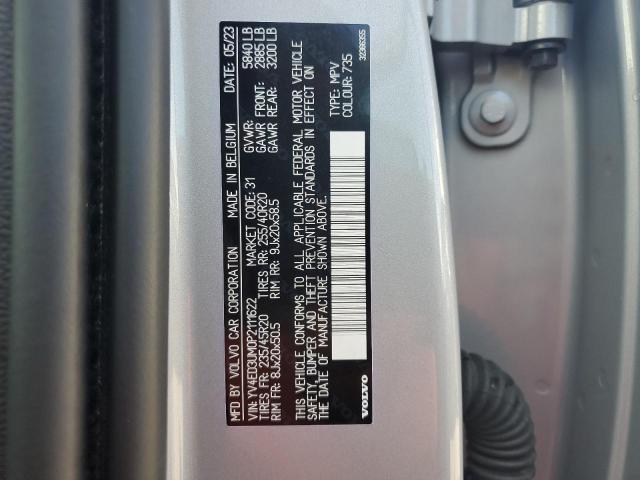 MFD BY VOLVO CAR CORPORATION MADE IN BELGIUM DATE: 05/23
VIN: YV4ED3UM0P2111622 MARKET CODE: 31 GVWR: 5840 LB
TIRES FR: 235/45R20 TIRES RR: 255/40R20 GAWR FRONT: 2885 LB
RIM FR: 8Jx20x50.5 RIM RR: 9Jx20x58.5 GAWR REAR: 3200 LB
THIS VEHICLE CONFORMS TO ALL APPLICABLE FEDERAL MOTOR VEHICLE
SAFETY, BUMPER AND THEFT PREVENTION STANDARDS IN EFFECT ON
THE DATE OF MANUFACTURE SHOWN ABOVE.
TYPE: MPV
COLOUR: 735
VOLVO 32366355